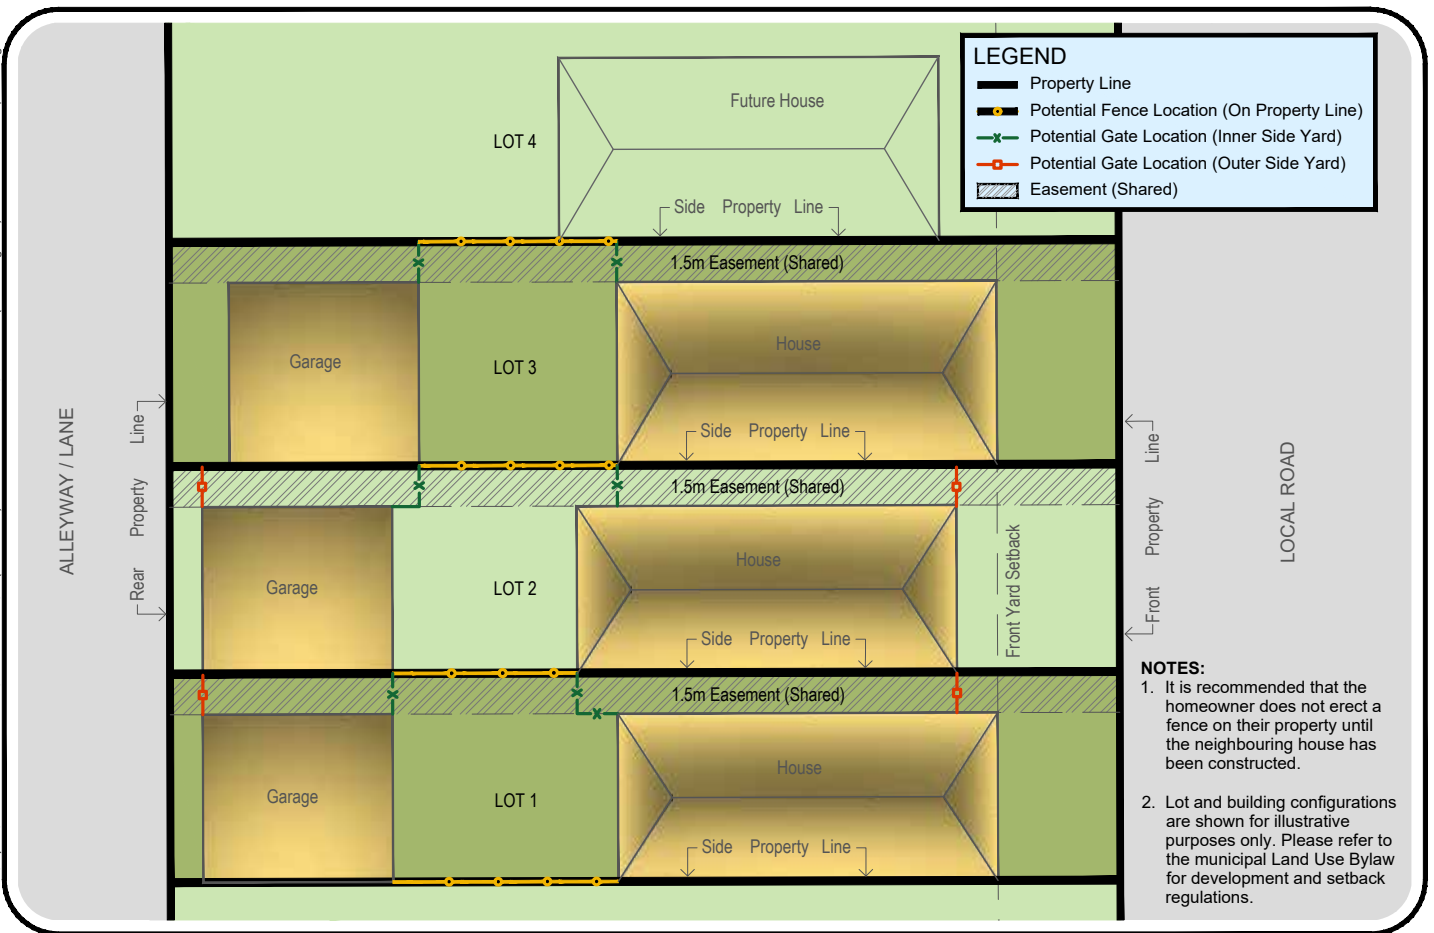 LEGEND
Property Line
Potential Fence Location (On Property Line)
Potential Gate Location (Inner Side Yard)
Potential Gate Location (Outer Side Yard)
Easement (Shared)
Future House
LOT 4
Side Property Line
1.5m Easement (Shared)
Garage
LOT 3
House
Side Property Line
1.5m Easement (Shared)
Garage
LOT 2
House
Side Property Line
1.5m Easement (Shared)
Garage
LOT 1
House
Side Property Line
ALLEYWAY / LANE
Rear Property Line
Front Yard Setback
Front Property Line
LOCAL ROAD
NOTES:
1. It is recommended that the
homeowner does not erect a
fence on their property until
the neighbouring house has
been constructed.
2. Lot and building configurations
are shown for illustrative
purposes only. Please refer to
the municipal Land Use Bylaw
for development and setback
regulations.